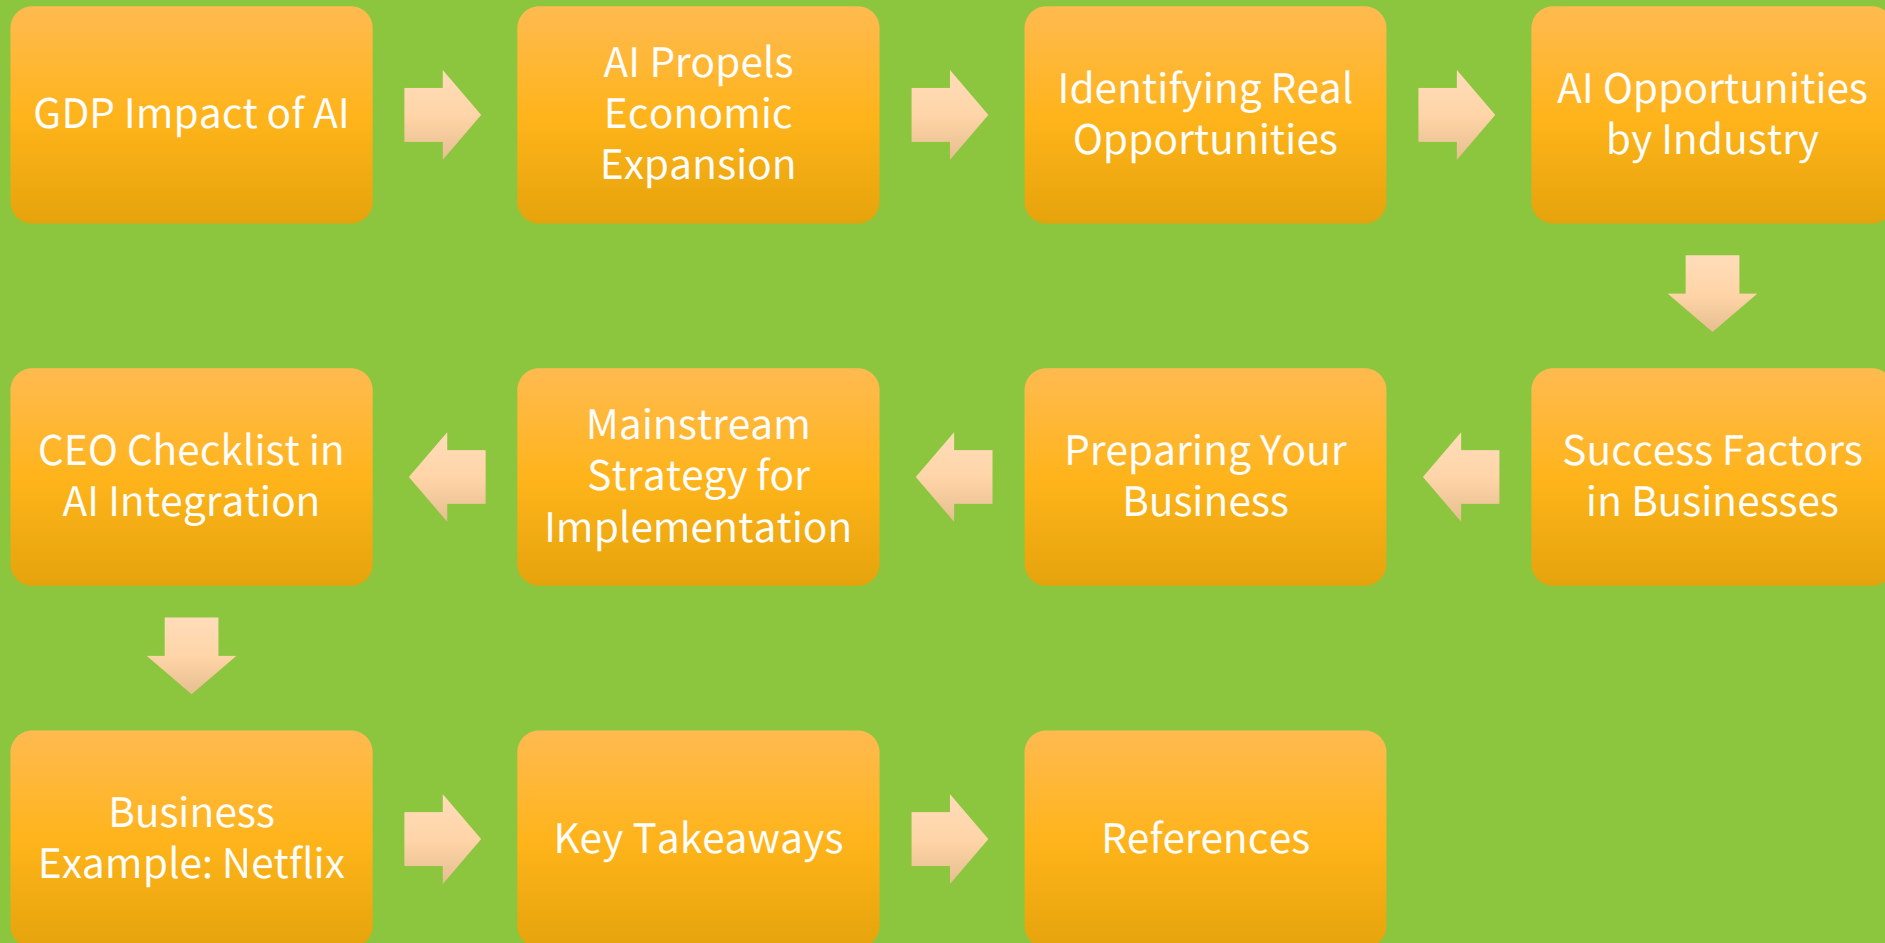 GDP Impact of AI
AI Propels
Economic
Expansion
Identifying Real
Opportunities
AI Opportunities
by Industry
Success Factors
in Businesses
Preparing Your
Business
Mainstream
Strategy for
Implementation
CEO Checklist in
AI Integration
Business
Example: Netflix
Key Takeaways
References